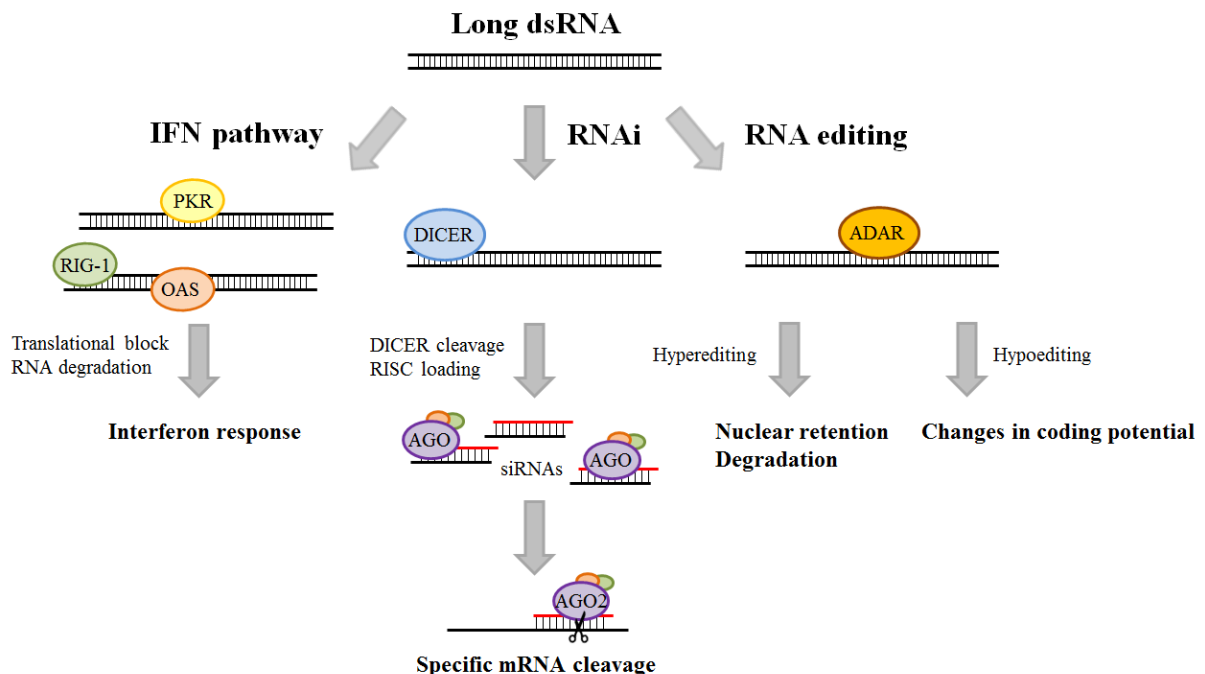 Long dsRNA
IFN pathway
RNAi
RNA editing
PKR
RIG-1
OAS
DICER
ADAR
Translational block
RNA degradation
DICER cleavage
RISC loading
Hyperediting
Hypoediting
Interferon response
AGO
siRNAs
AGO
Nuclear retention
Degradation
Changes in coding potential
AGO2
Specific mRNA cleavage